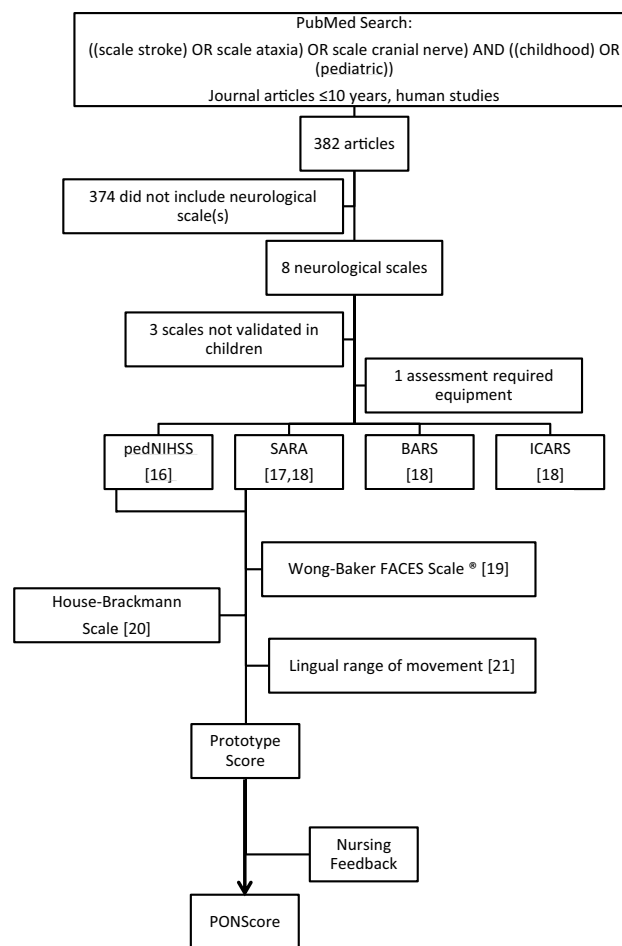 PubMed Search:
((scale stroke) OR scale ataxia) OR scale cranial nerve) AND ((childhood) OR
(pediatric))
Journal articles ≤10 years, human studies
382 articles
374 did not include neurological
scale(s)
8 neurological scales
3 scales not validated in
children
1 assessment required
equipment
pedNIHSS
[16]
SARA
[17,18]
BARS
[18]
ICARS
[18]
Wong-Baker FACES Scale ® [19]
House-Brackmann
Scale [20]
Lingual range of movement [21]
Prototype
Score
Nursing
Feedback
PONScore